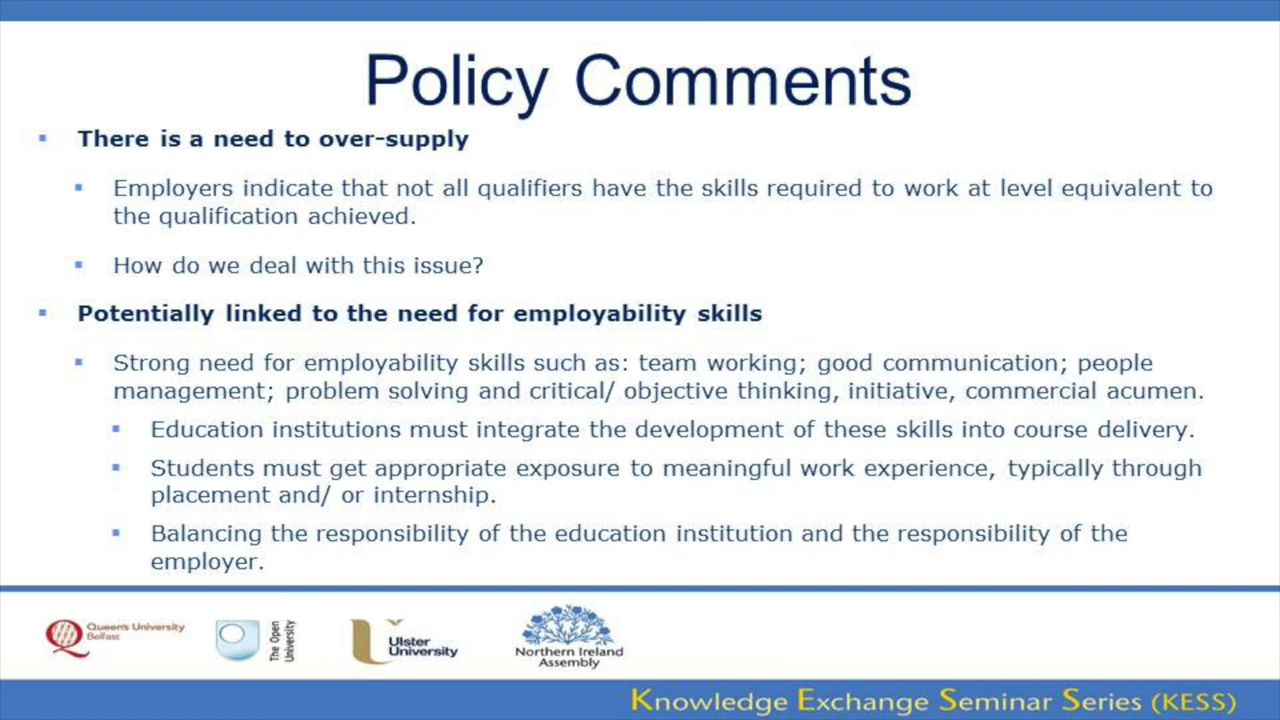 Policy Comments
There is a need to over-supply
Employers indicate that not all qualifiers have the skills required to work at level equivalent to
the qualification achieved.
How do we deal with this issue?
Potentially linked to the need for employability skills
Strong need for employability skills such as: team working; good communication; people
management; problem solving and critical/ objective thinking, initiative, commercial acumen.
Education institutions must integrate the development of these skills into course delivery.
Students must get appropriate exposure to meaningful work experience, typically through
placement and/ or internship.
Balancing the responsibility of the education institution and the responsibility of the
employer.
Queen's University
Belfast
The Open
University
Ulster
University
Northern Ireland
Assembly
Knowledge Exchange Seminar Series (KESS)